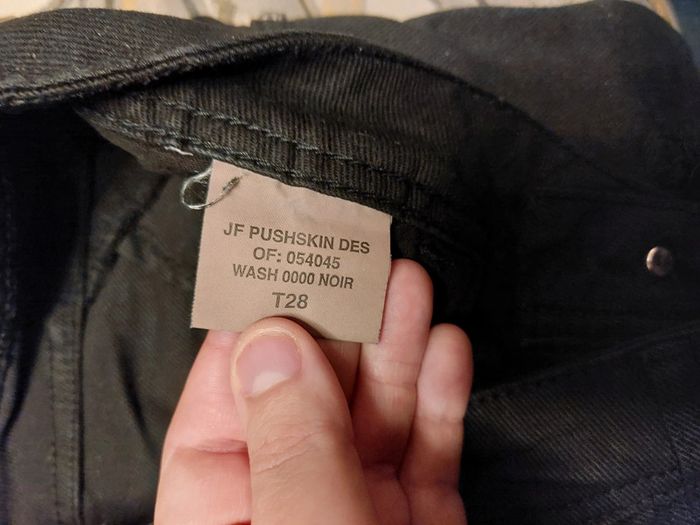 JF PUSHSKIN DES
OF: 054045
WASH 0000 NOIR
T28